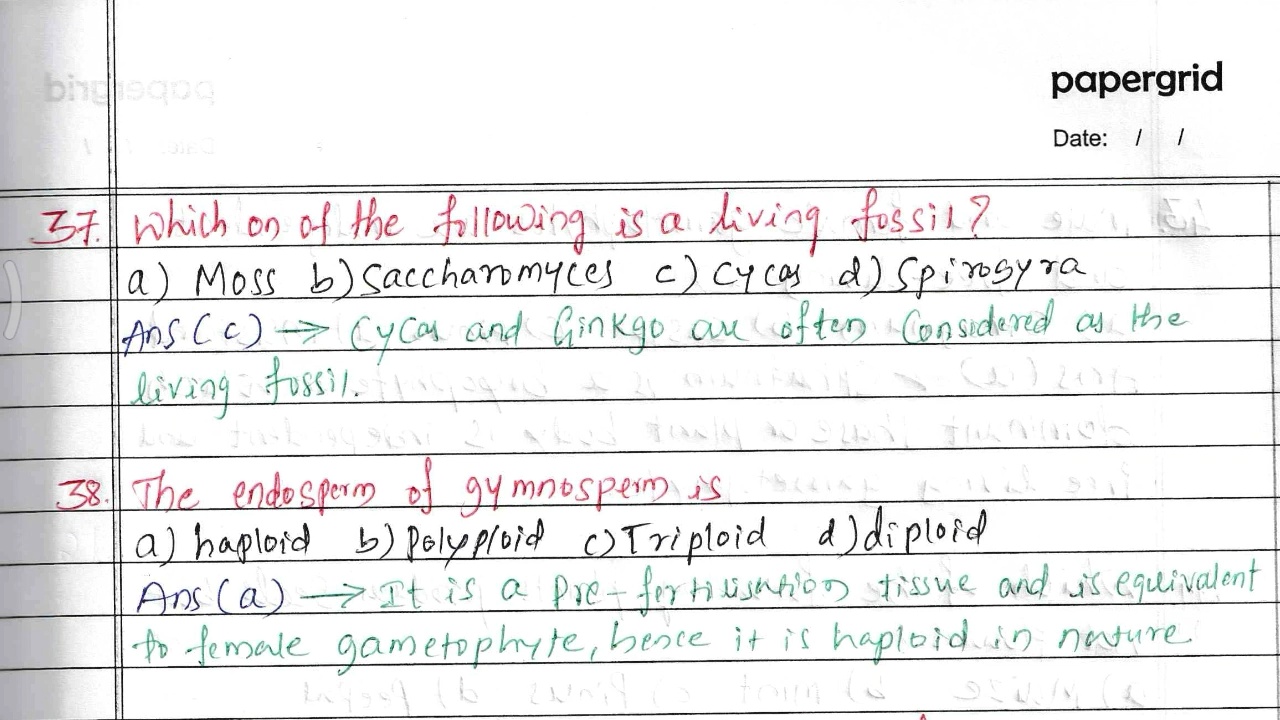 papergrid
Date: / /
37. Which on of the following is a living fossil?
a) Moss b) Saccharomyces c) Cycas d) Spirogyra
Ans (c) → Cycas and Ginkgo are often Considered as the
living fossil.
38. The endosperm of gymnosperm is
a) haploid b) Polyploid c) Triploid d) diploid
Ans (a) → It is a Pre-fertilisation tissue and is equivalent
to female gametophyte, hence it is haploid in nature